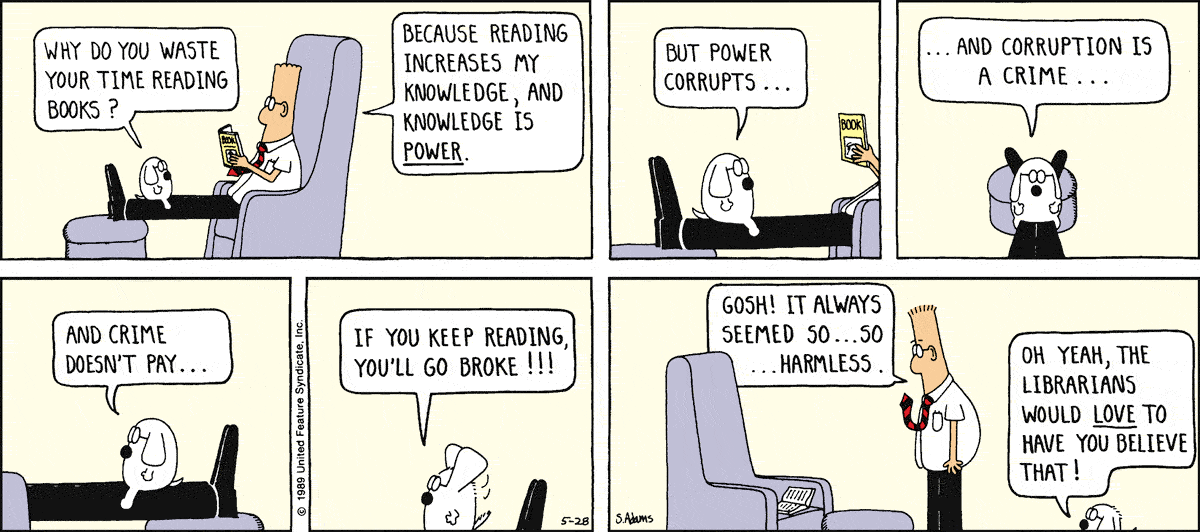 WHY DO YOU WASTE
YOUR TIME READING
BOOKS?
BOOK
BECAUSE READING
INCREASES MY
KNOWLEDGE, AND
KNOWLEDGE IS
POWER.
BUT POWER
CORRUPTS...
BOOK
...AND CORRUPTION IS
A CRIME...
AND CRIME
DOESN'T PAY...
© 1989 United Feature Syndicate, Inc.
IF YOU KEEP READING,
YOU'LL GO BROKE!!!
5-28
GOSH! IT ALWAYS
SEEMED SO...SO
...HARMLESS.
S.Adams
OH YEAH, THE
LIBRARIANS
WOULD LOVE TO
HAVE YOU BELIEVE
THAT!